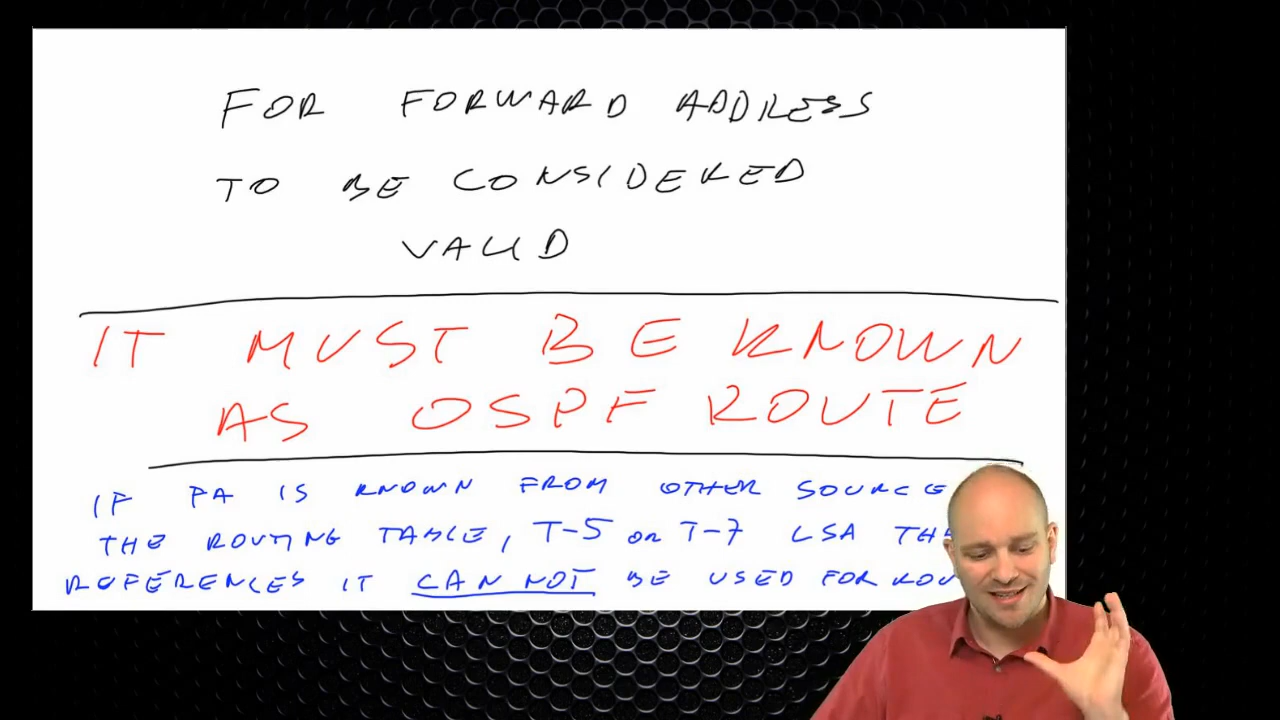 FOR FORWARD ADDRESS
TO BE CONSIDERED
VALID
IT MUST BE KNOWN
AS OSPF ROUTE
IF FA IS KNOWN FROM OTHER SOURCE
THE ROUTING TABLE, T-5 OR T-7 LSA
REFERENCES IT CAN NOT BE USED FOR